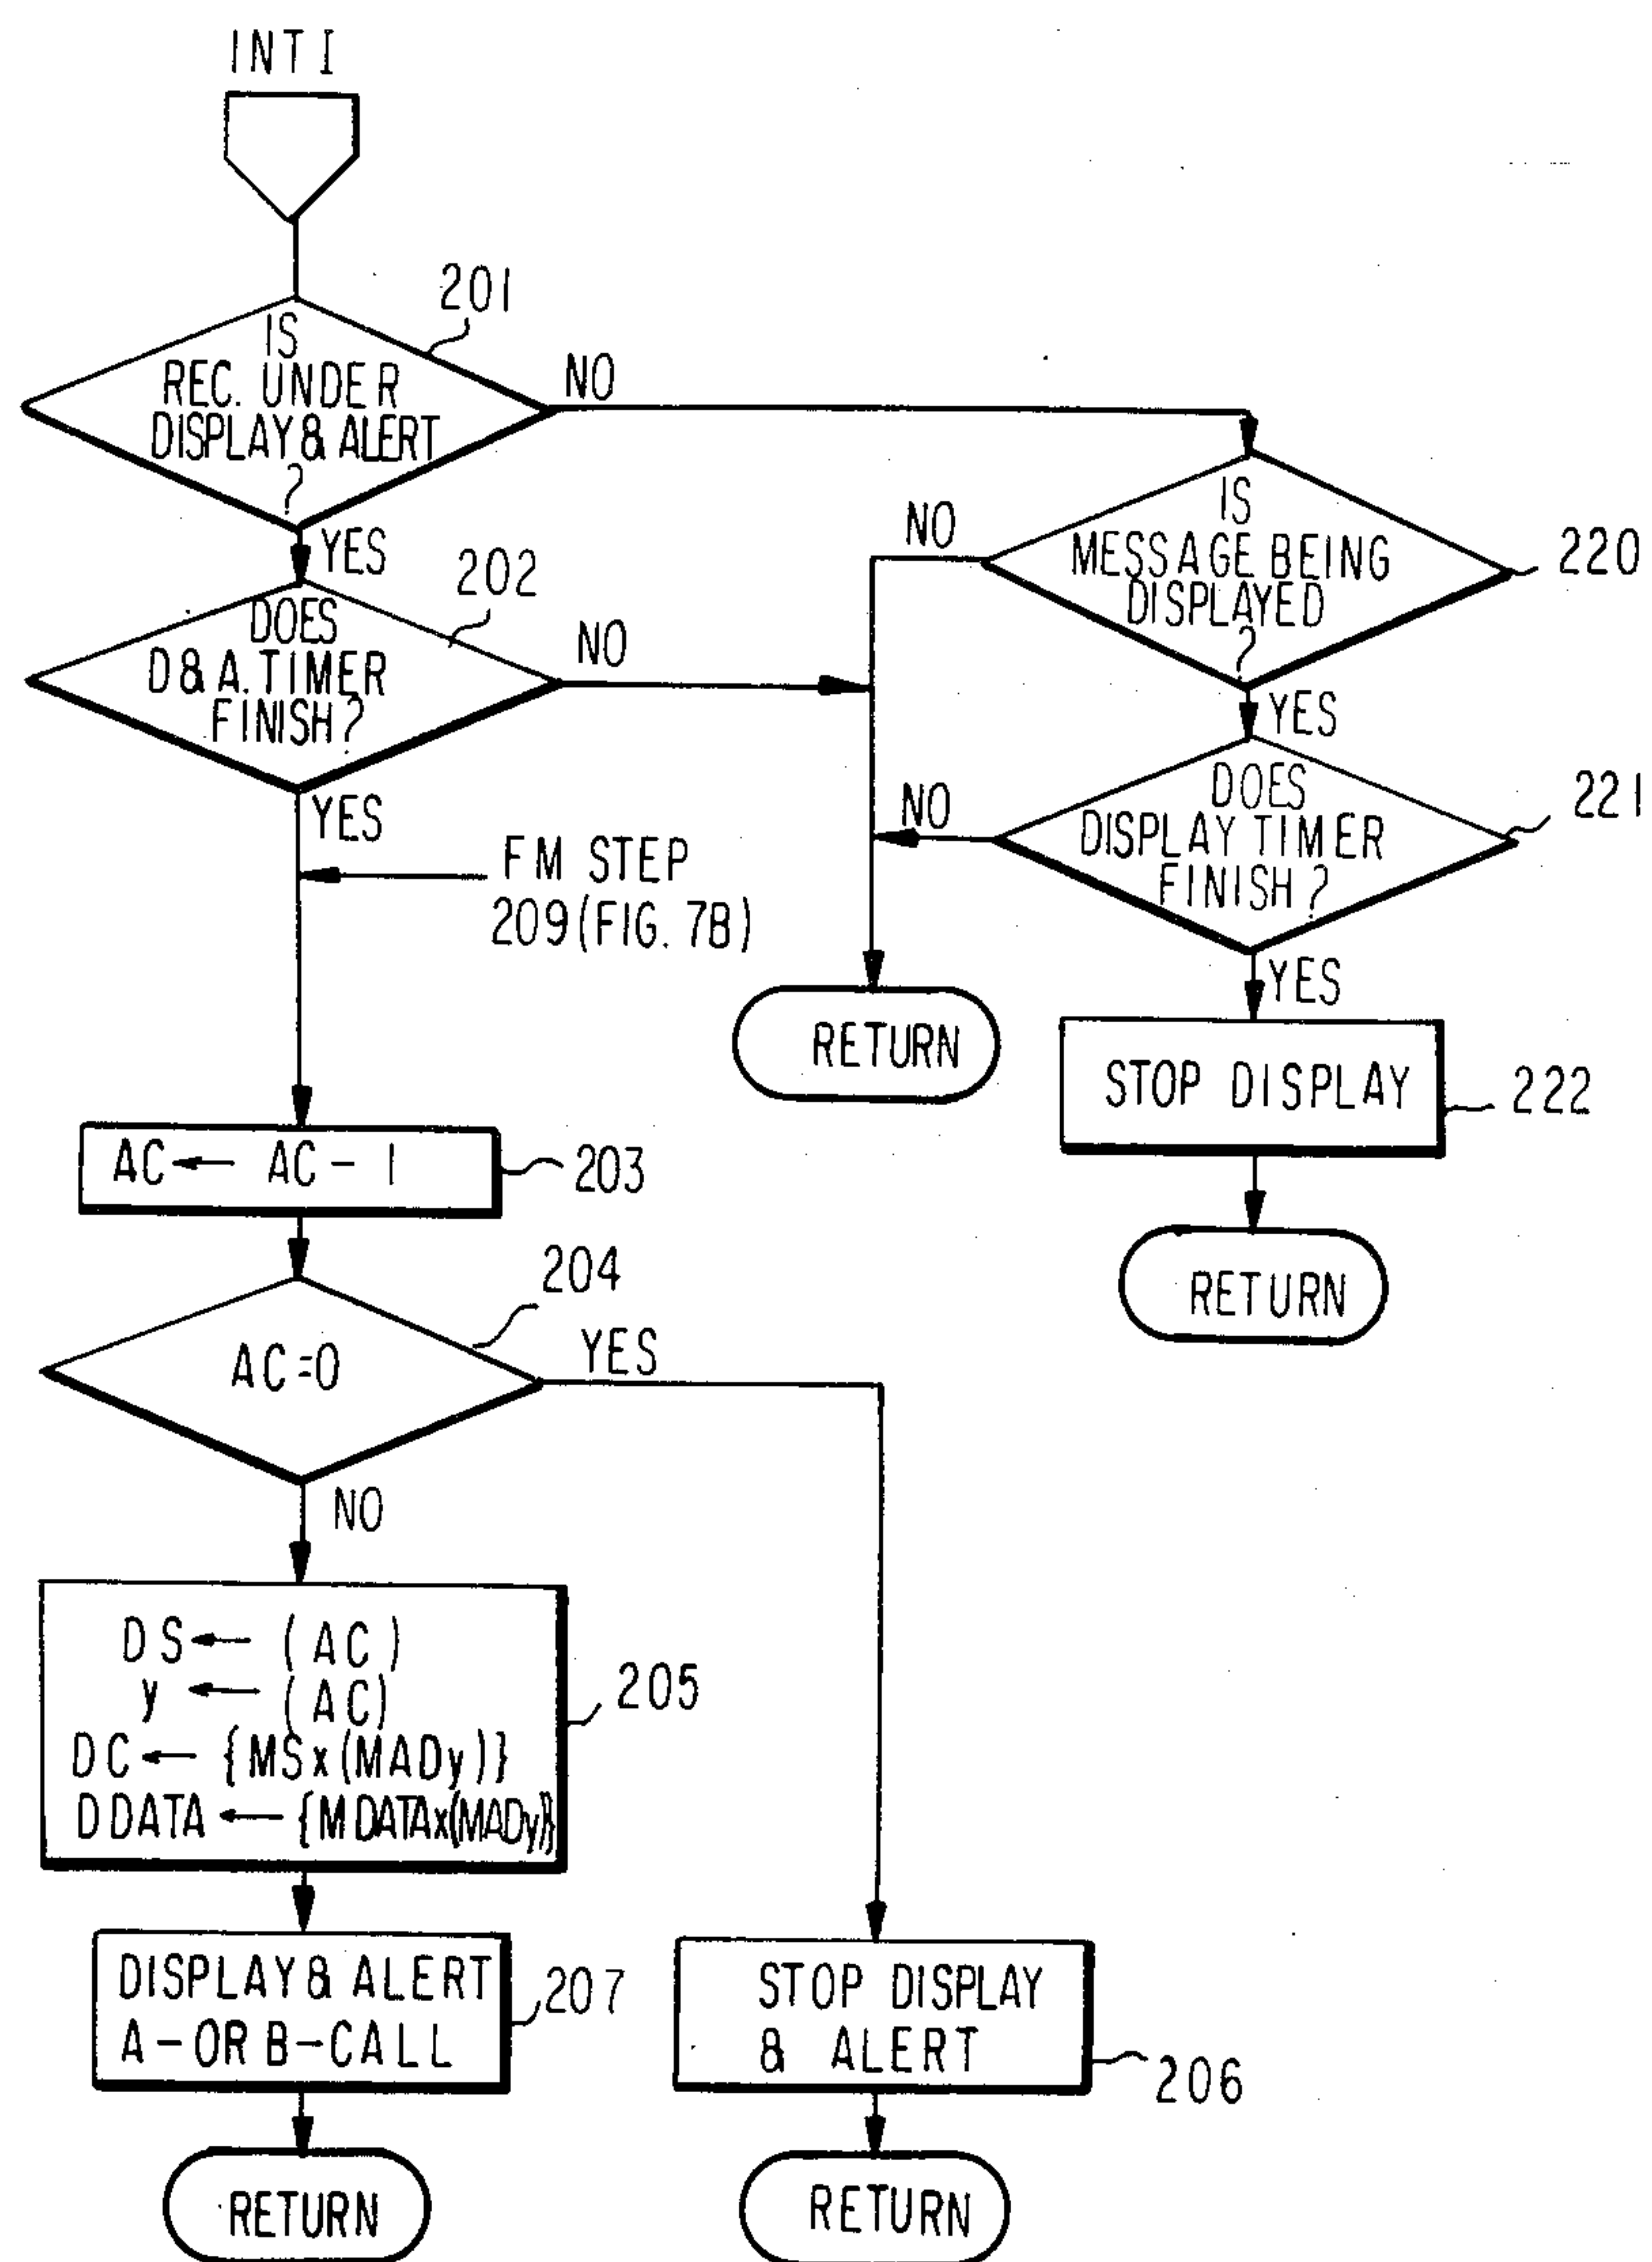 INTI
IS
REC. UNDER
DISPLAY & ALERT
?
201
NO
YES
DOES
D & A. TIMER
FINISH?
202
NO
YES
FM STEP
209 (FIG. 7B)
IS
MESSAGE BEING
DISPLAYED
?
220
NO
YES
DOES
DISPLAY TIMER
FINISH?
221
NO
YES
RETURN
STOP DISPLAY
222
RETURN
AC ← AC - 1
203
AC=0
204
YES
NO
DS ← (AC)
y ← (AC)
DC ← {MSx(MADy)}
DDATA ← {MDATAx(MADy)}
205
DISPLAY & ALERT
A-OR B-CALL
207
STOP DISPLAY
& ALERT
206
RETURN
RETURN